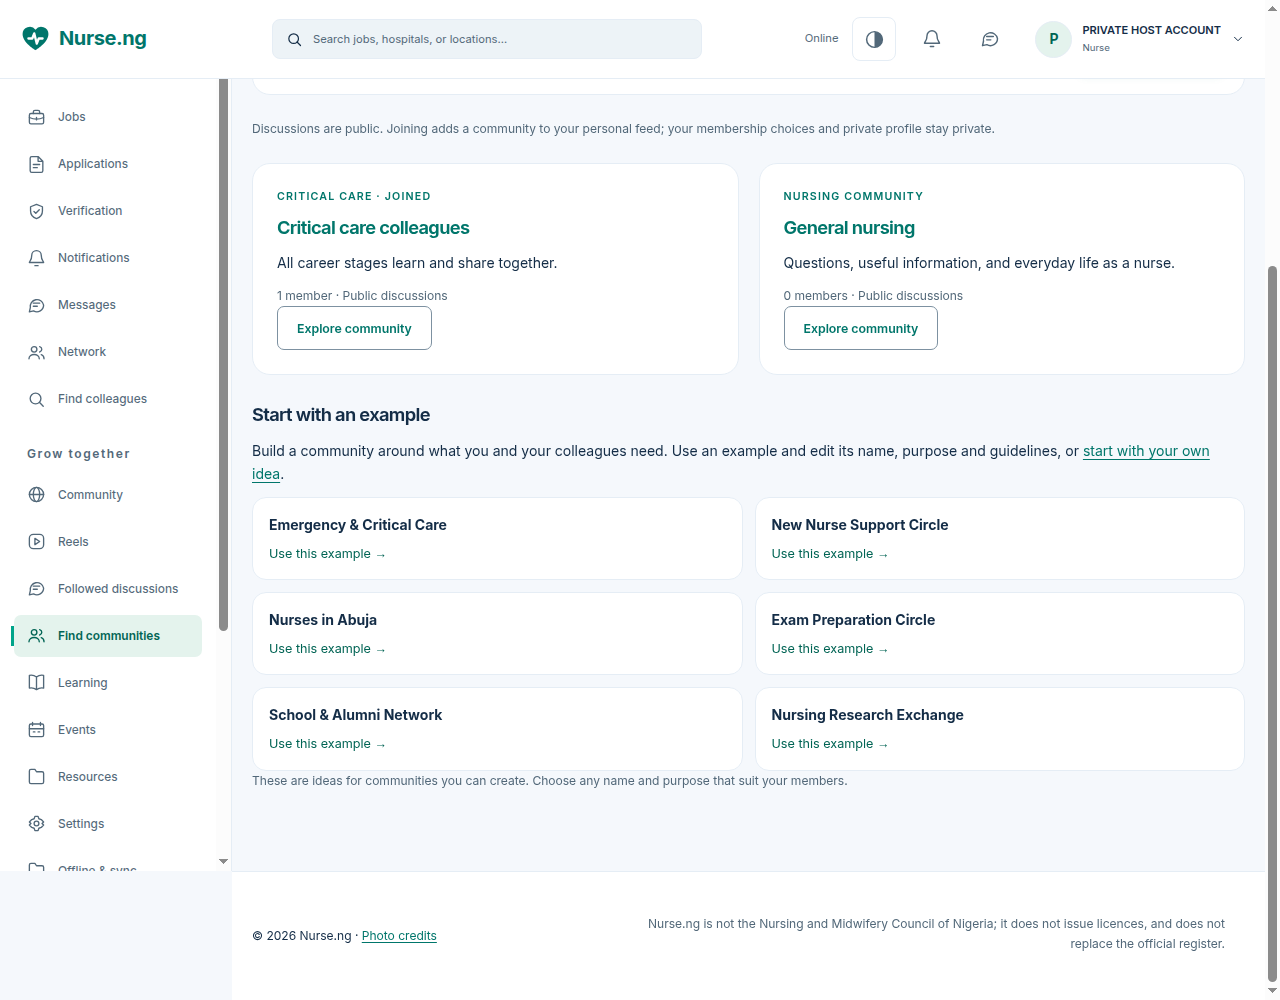 Nurse.ng
Search jobs, hospitals, or locations...
Online
P
PRIVATE HOST ACCOUNT
Nurse
Jobs
Applications
Verification
Notifications
Messages
Network
Find colleagues
Grow together
Community
Reels
Followed discussions
Find communities
Learning
Events
Resources
Settings
Offline & sync
Discussions are public. Joining adds a community to your personal feed; your membership choices and private profile stay private.
CRITICAL CARE · JOINED
Critical care colleagues
All career stages learn and share together.
1 member · Public discussions
Explore community
NURSING COMMUNITY
General nursing
Questions, useful information, and everyday life as a nurse.
0 members · Public discussions
Explore community
Start with an example
Build a community around what you and your colleagues need. Use an example and edit its name, purpose and guidelines, or start with your own
idea.
Emergency & Critical Care
Use this example →
New Nurse Support Circle
Use this example →
Nurses in Abuja
Use this example →
Exam Preparation Circle
Use this example →
School & Alumni Network
Use this example →
Nursing Research Exchange
Use this example →
These are ideas for communities you can create. Choose any name and purpose that suit your members.
© 2026 Nurse.ng · Photo credits
Nurse.ng is not the Nursing and Midwifery Council of Nigeria; it does not issue licences, and does not
replace the official register.